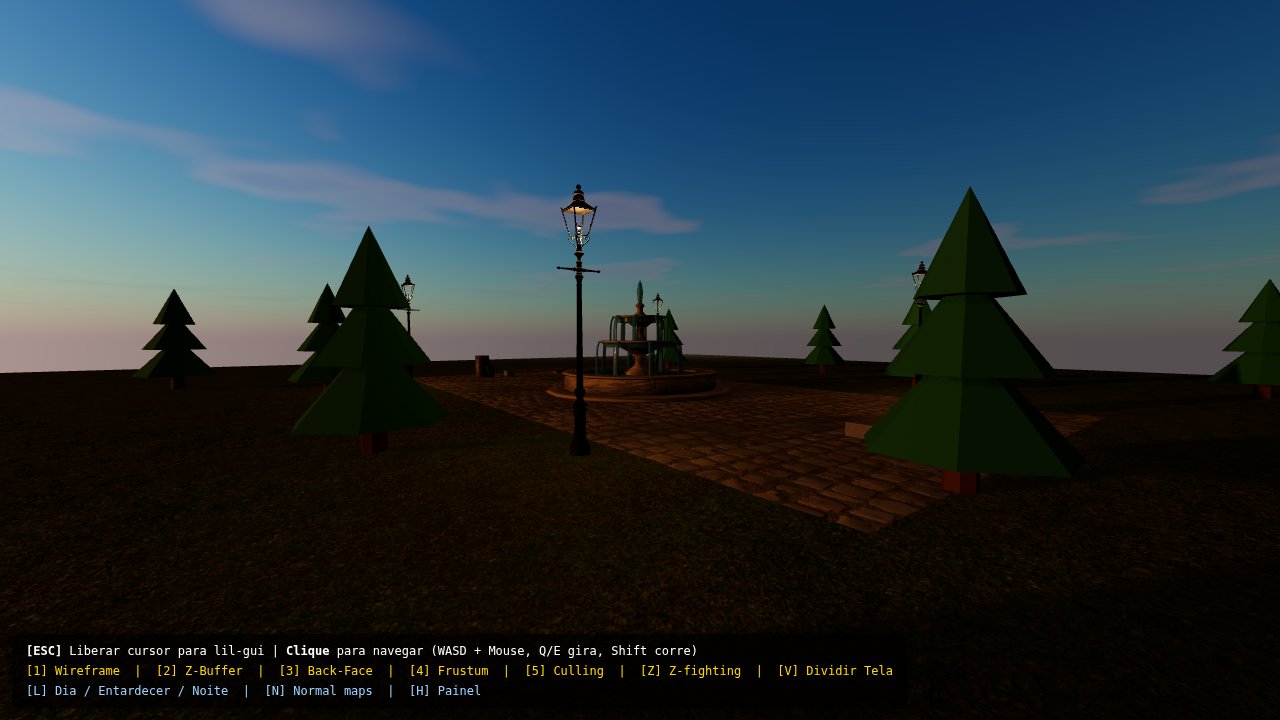 [ESC] Liberar cursor para lil-gui | Clique para navegar (WASD + Mouse, Q/E gira, Shift corre)
[1] Wireframe | [2] Z-Buffer | [3] Back-Face | [4] Frustum | [5] Culling | [Z] Z-fighting | [V] Dividir Tela
[L] Dia / Entardecer / Noite | [N] Normal maps | [H] Painel